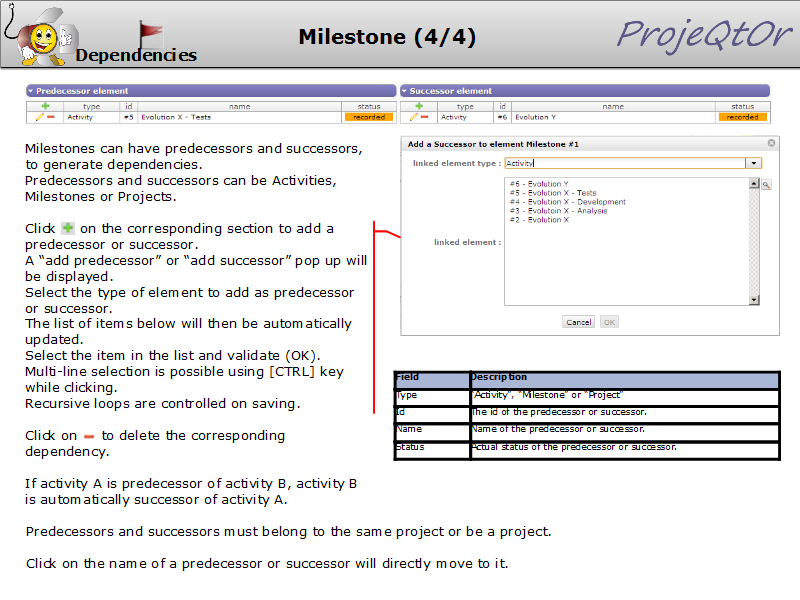 Milestone (4/4)
ProjeQtOr
Dependencies
Predecessor element
type id name status
Activity #5 Evolution X - Tests recorded
Successor element
type id name status
Activity #6 Evolution Y recorded
Milestones can have predecessors and successors,
to generate dependencies.
Predecessors and successors can be Activities,
Milestones or Projects.
Click on the corresponding section to add a
predecessor or successor.
A “add predecessor” or “add successor” pop up will
be displayed.
Select the type of element to add as predecessor
or successor.
The list of items below will then be automatically
updated.
Select the item in the list and validate (OK).
Multi-line selection is possible using [CTRL] key
while clicking.
Recursive loops are controlled on saving.
Click on to delete the corresponding
dependency.
If activity A is predecessor of activity B, activity B
is automatically successor of activity A.
Predecessors and successors must belong to the same project or be a project.
Click on the name of a predecessor or successor will directly move to it.
Add a Successor to element Milestone #1
linked element type : Activity
#6 - Evolution Y
#5 - Evolution X - Tests
#4 - Evolution X - Development
#3 - Evolution X - Analysis
#2 - Evolution X
linked element :
Cancel OK
Field Description
Type “Activity”, “Milestone” or “Project”
Id The id of the predecessor or successor.
Name Name of the predecessor or successor.
Status Actual status of the predecessor or successor.